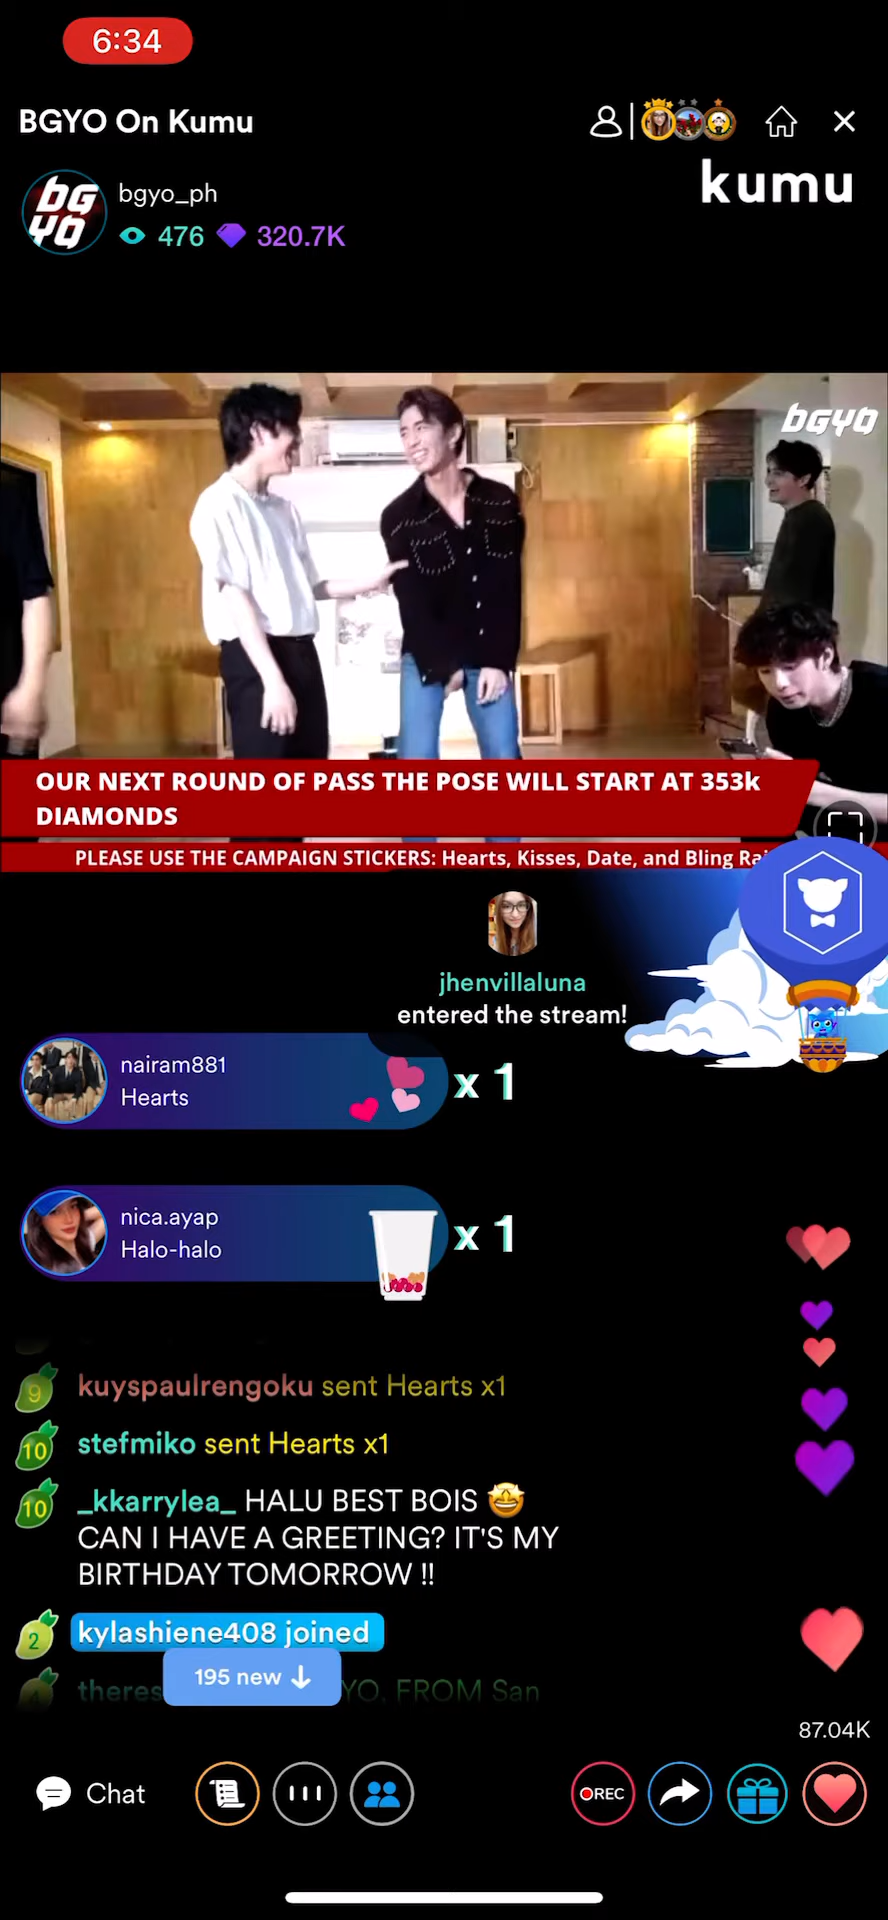 6:34
BGYO On Kumu
kumu
bgyo_ph
476 320.7K
BGYO
BGYO
OUR NEXT ROUND OF PASS THE POSE WILL START AT 353k
DIAMONDS
PLEASE USE THE CAMPAIGN STICKERS: Hearts, Kisses, Date, and Bling
jhenvillaluna
entered the stream!
nairam881
Hearts
x 1
nica.ayap
Halo-halo
x 1
9 kuyspaulrengoku sent Hearts x1
10 stefmiko sent Hearts x1
10 _kkarrylea_ HALU BEST BOIS 🤩
CAN I HAVE A GREETING? IT'S MY
BIRTHDAY TOMORROW !!
2 kylashiene408 joined
195 new ↓
FROM San
87.04K
Chat
REC